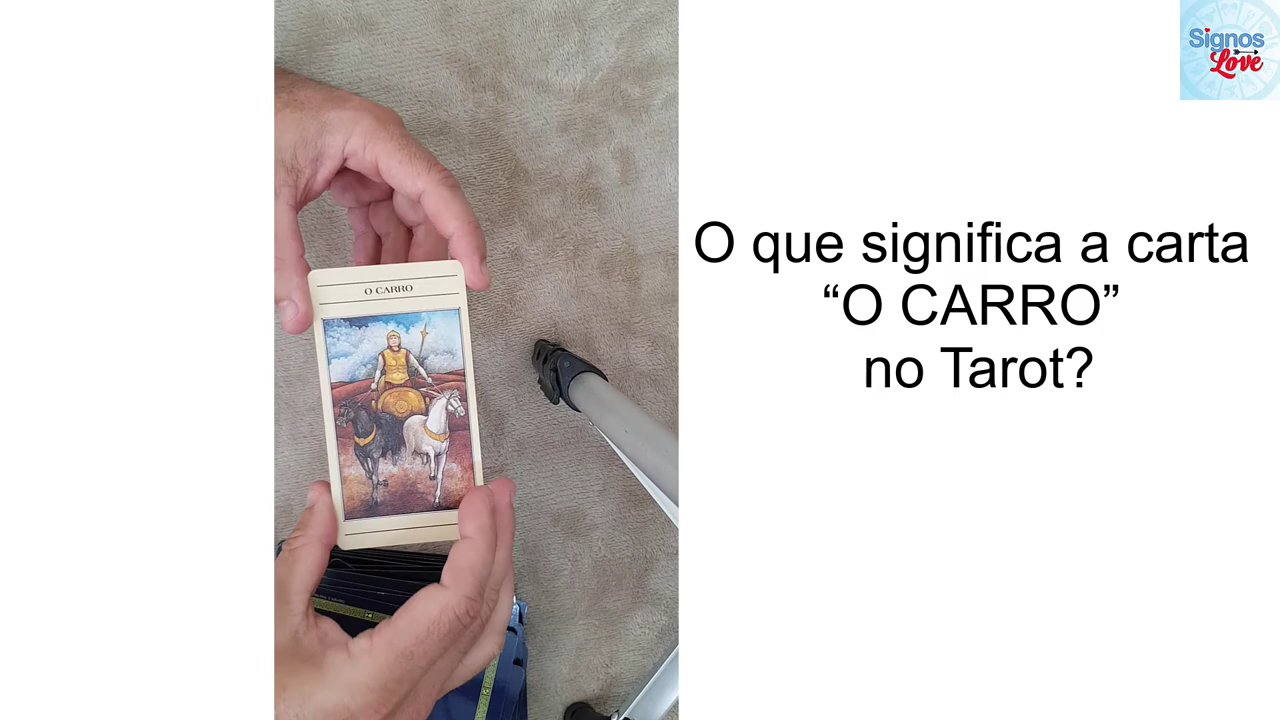 Signos
Love
O CARRO
O que significa a carta
“O CARRO”
no Tarot?